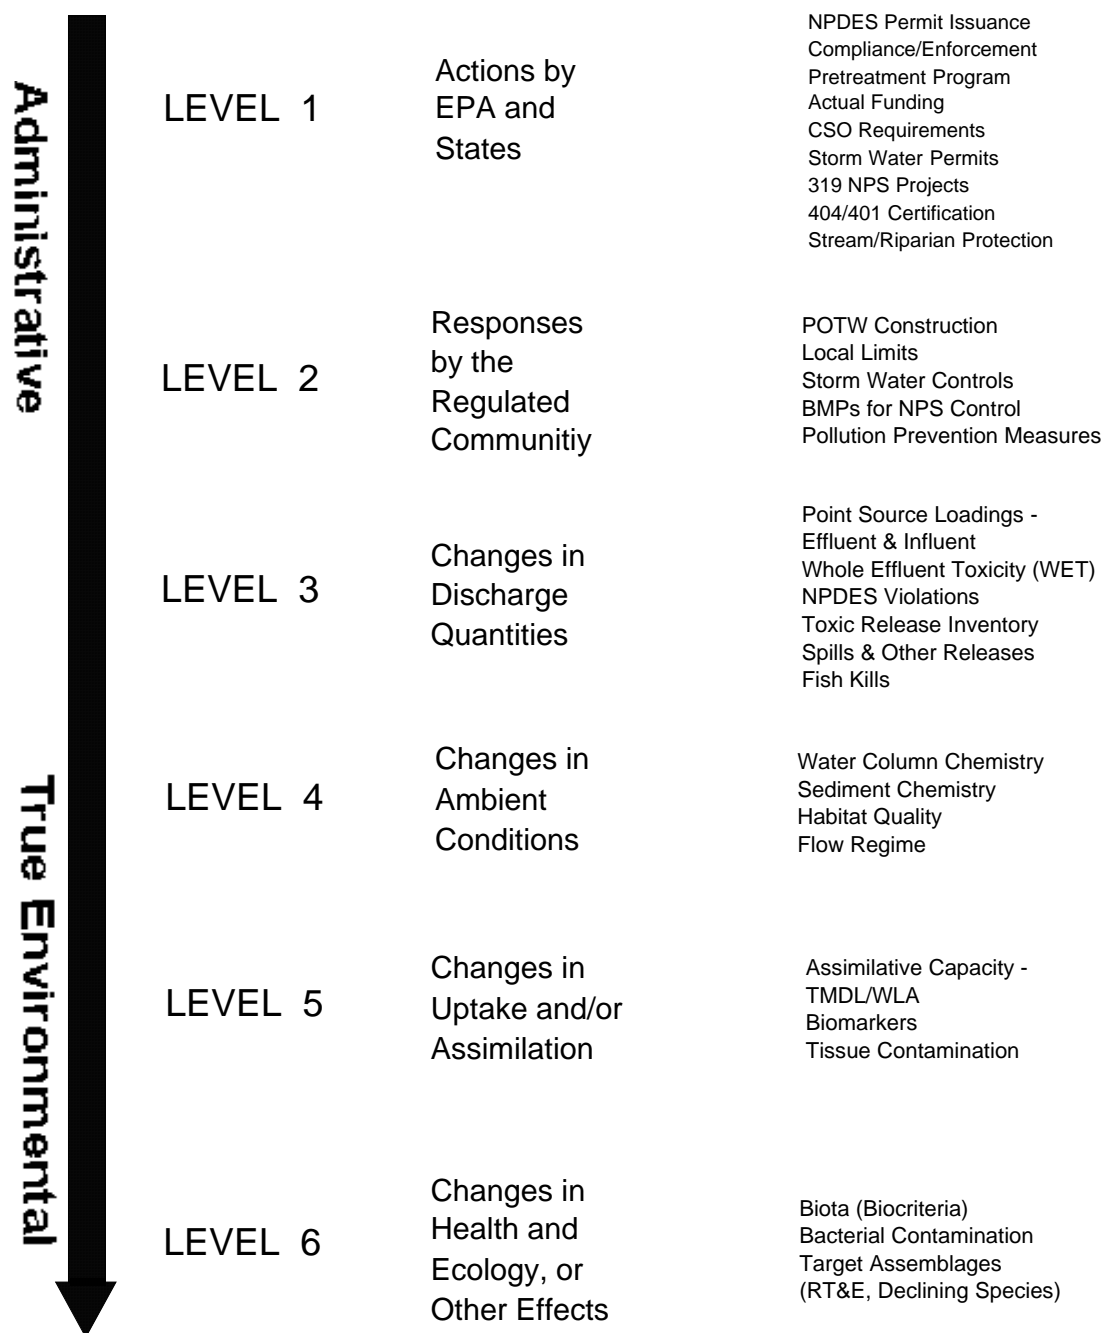 Administrative
True Environmental
LEVEL 1
Actions by
EPA and
States
NPDES Permit Issuance
Compliance/Enforcement
Pretreatment Program
Actual Funding
CSO Requirements
Storm Water Permits
319 NPS Projects
404/401 Certification
Stream/Riparian Protection
LEVEL 2
Responses
by the
Regulated
Communitiy
POTW Construction
Local Limits
Storm Water Controls
BMPs for NPS Control
Pollution Prevention Measures
LEVEL 3
Changes in
Discharge
Quantities
Point Source Loadings -
Effluent & Influent
Whole Effluent Toxicity (WET)
NPDES Violations
Toxic Release Inventory
Spills & Other Releases
Fish Kills
LEVEL 4
Changes in
Ambient
Conditions
Water Column Chemistry
Sediment Chemistry
Habitat Quality
Flow Regime
LEVEL 5
Changes in
Uptake and/or
Assimilation
Assimilative Capacity -
TMDL/WLA
Biomarkers
Tissue Contamination
LEVEL 6
Changes in
Health and
Ecology, or
Other Effects
Biota (Biocriteria)
Bacterial Contamination
Target Assemblages
(RT&E, Declining Species)